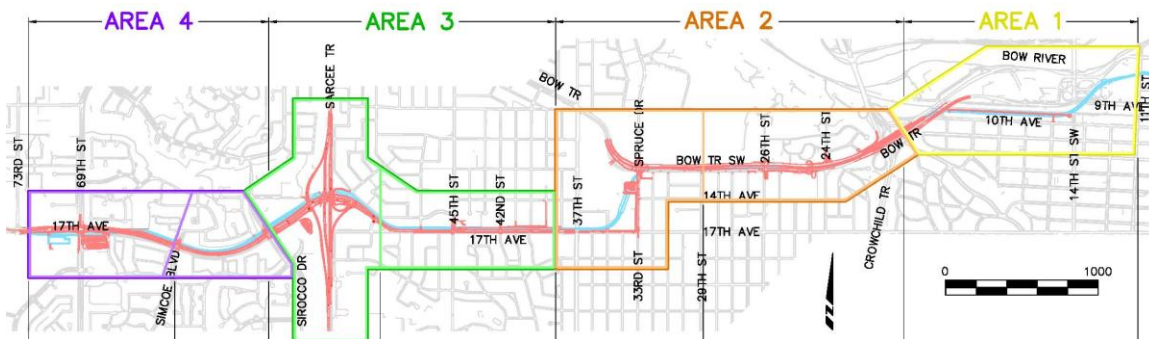 AREA 4
AREA 3
AREA 2
AREA 1
SARCEE TR
BOW TR
BOW RIVER
9TH AV
11TH ST
10TH AVE
73RD ST
69TH ST
SPRUCE DR
26TH ST
24TH ST
BOW TR
BOW TR SW
14TH ST SW
45TH ST
42ND ST
37TH ST
14TH AVE
17TH AVE
17TH AVE
17TH AVE
CROWCHILD TR
SIMCOE BLVD
SIROCCO DR
33RD ST
29TH ST
0
1000